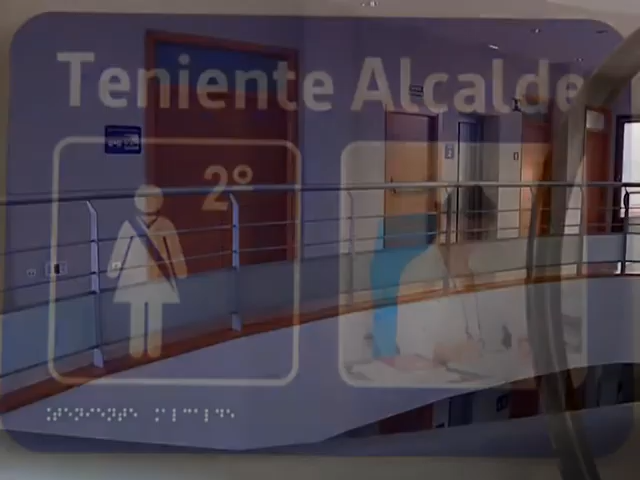 Teniente Alcalde
2º
⠨⠞⠑⠝⠊⠑⠝⠞⠑ ⠨⠁⠇⠉⠁⠇⠙⠑